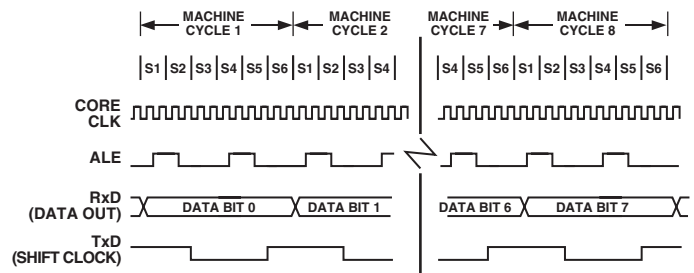 MACHINE CYCLE 1
MACHINE CYCLE 2
MACHINE CYCLE 7
MACHINE CYCLE 8
S1 S2 S3 S4 S5 S6 S1 S2 S3 S4 S4 S5 S6 S1 S2 S3 S4 S5 S6
CORE CLK
ALE
RxD (DATA OUT)
DATA BIT 0 DATA BIT 1 DATA BIT 6 DATA BIT 7
TxD (SHIFT CLOCK)